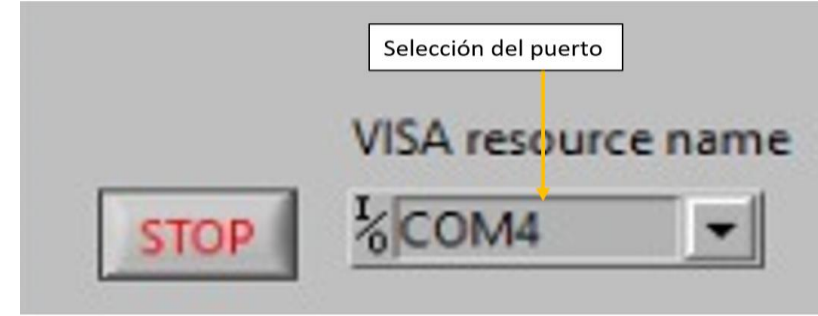 Selección del puerto
VISA resource name
STOP
I/O COM4